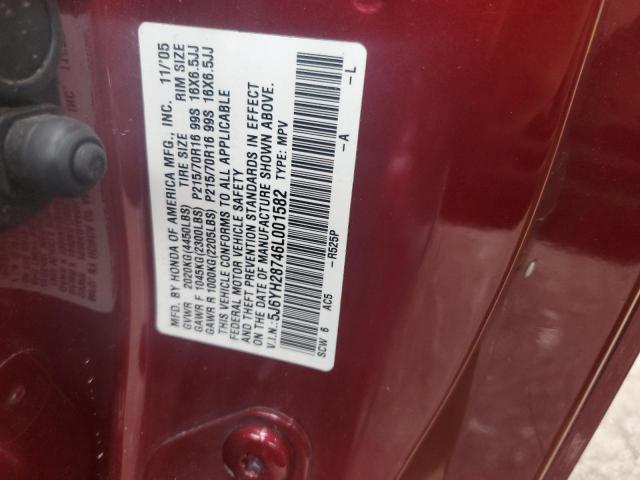 MFD. BY HONDA OF AMERICA MFG., INC. 11/'05
GVWR 2020KG(4450LBS) TIRE SIZE RIM SIZE
GAWR F 1045KG(2300LBS) P215/70R16 99S 16X6.5JJ
GAWR R 1000KG(2205LBS) P215/70R16 99S 16X6.5JJ
THIS VEHICLE CONFORMS TO ALL APPLICABLE
FEDERAL MOTOR VEHICLE SAFETY
AND THEFT PREVENTION STANDARDS IN EFFECT
ON THE DATE OF MANUFACTURE SHOWN ABOVE.
V.I.N.:5J6YH28746L001582 TYPE: MPV
SCW 6 AC5 -R525P -A -L